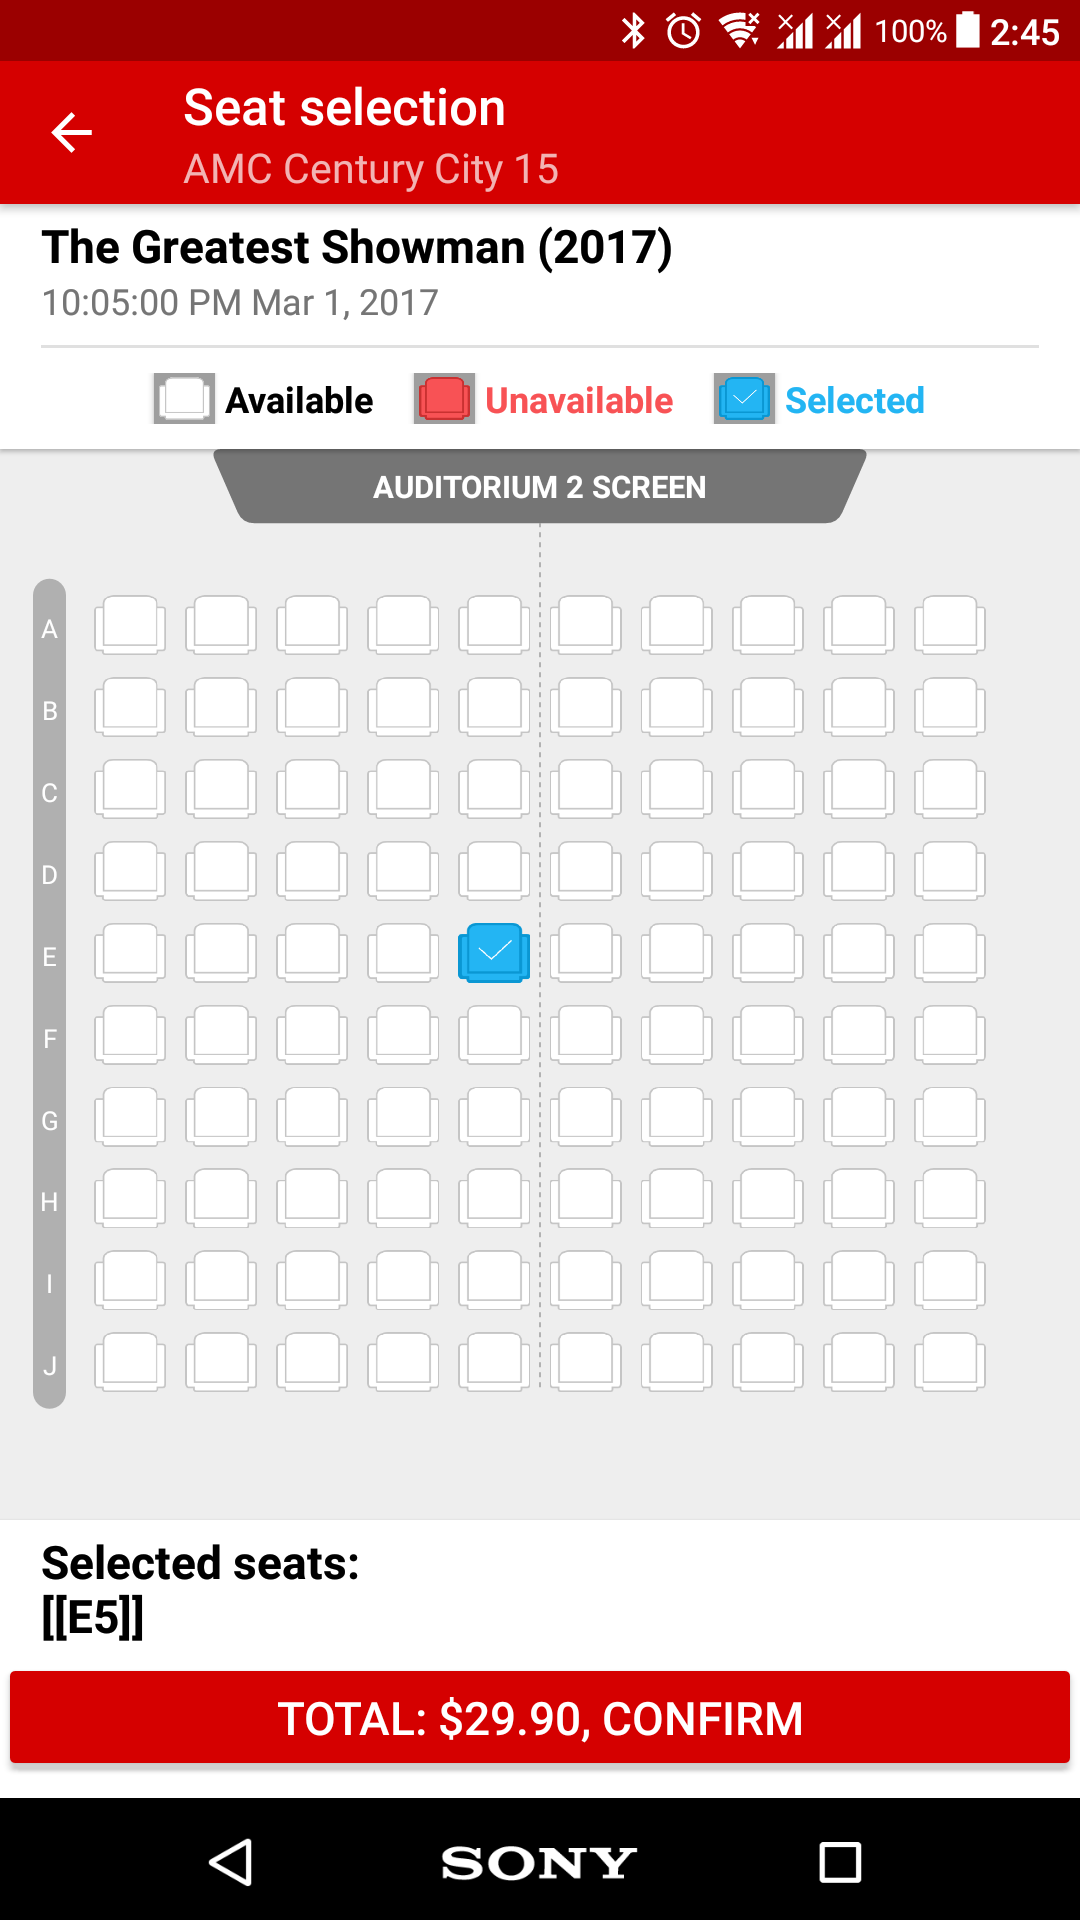 100% 2:45
Seat selection
AMC Century City 15
The Greatest Showman (2017)
10:05:00 PM Mar 1, 2017
Available Unavailable Selected
AUDITORIUM 2 SCREEN
A
B
C
D
E
F
G
H
I
J
Selected seats:
[[E5]]
TOTAL: $29.90, CONFIRM
SONY